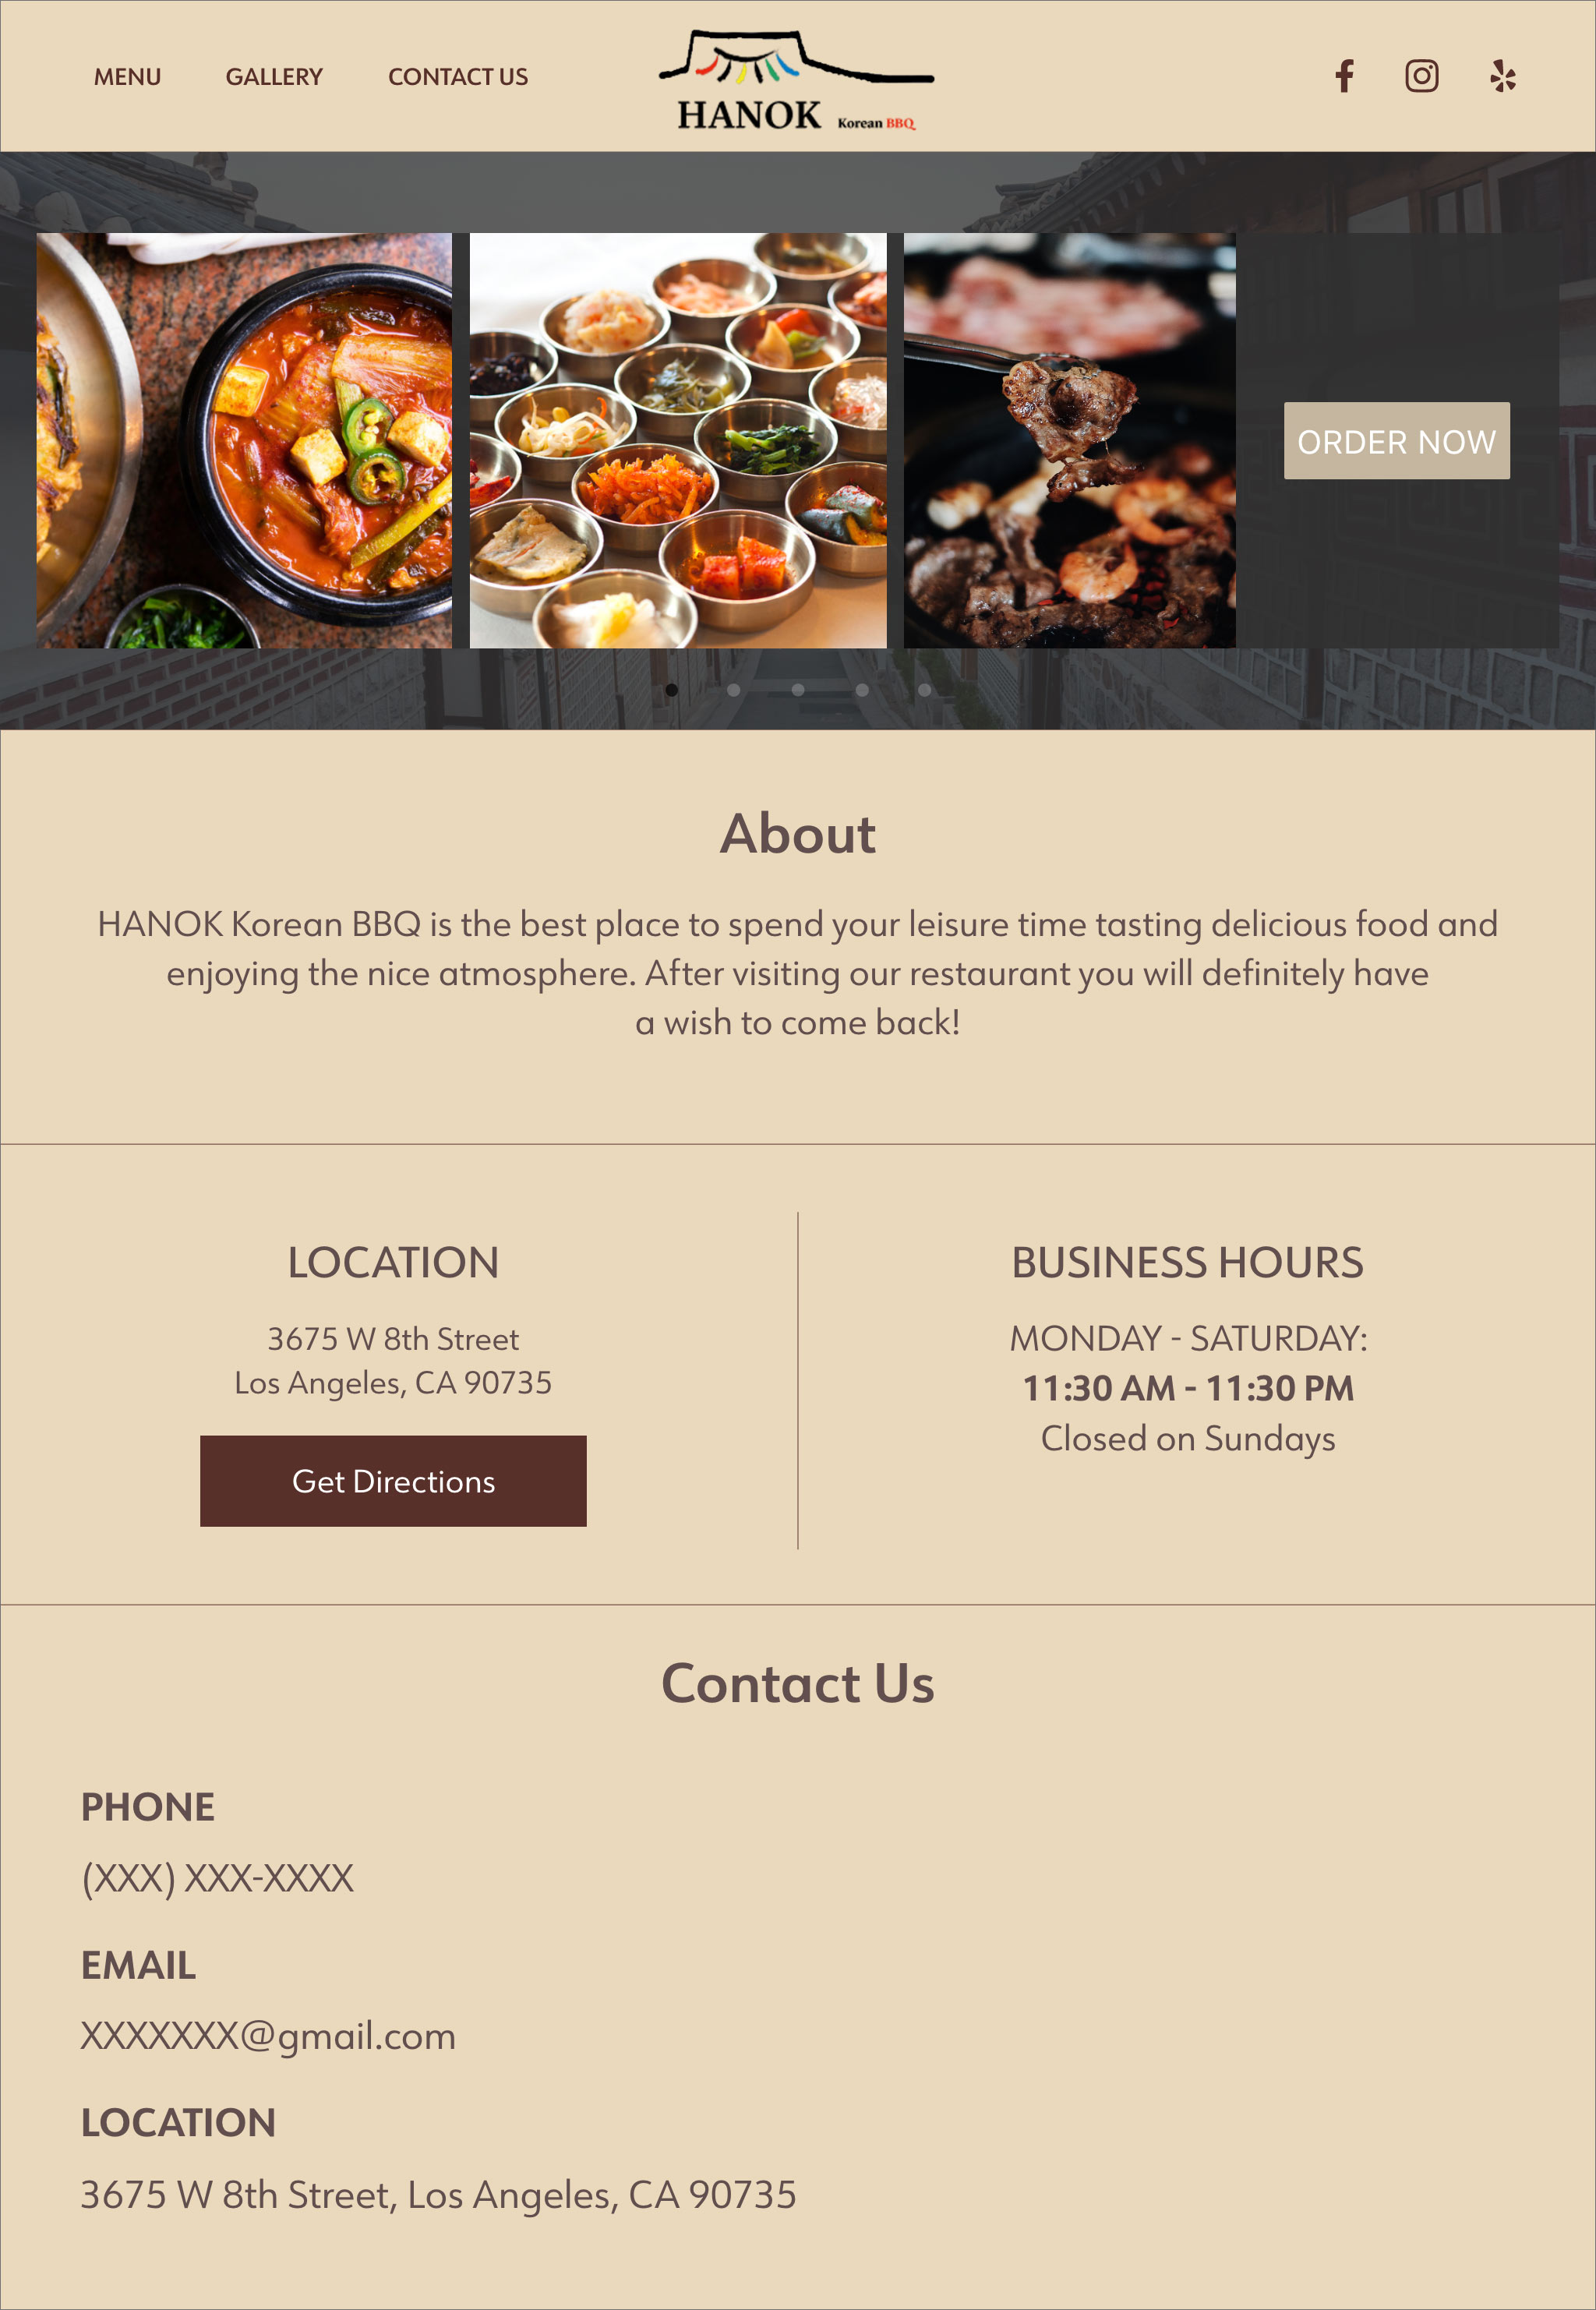 MENU GALLERY CONTACT US
HANOK Korean BBQ
ORDER NOW
About
HANOK Korean BBQ is the best place to spend your leisure time tasting delicious food and
enjoying the nice atmosphere. After visiting our restaurant you will definitely have
a wish to come back!
LOCATION
3675 W 8th Street
Los Angeles, CA 90735
Get Directions
BUSINESS HOURS
MONDAY - SATURDAY:
11:30 AM - 11:30 PM
Closed on Sundays
Contact Us
PHONE
(XXX) XXX-XXXX
EMAIL
XXXXXXX@gmail.com
LOCATION
3675 W 8th Street, Los Angeles, CA 90735